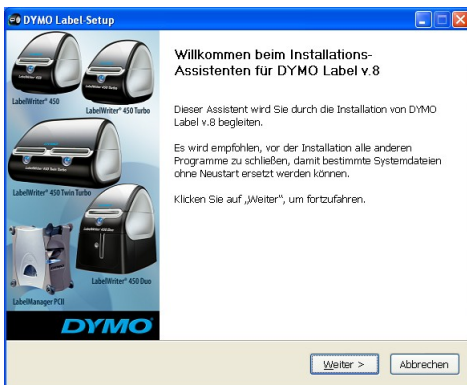 DYMO Label-Setup
Willkommen beim Installations-
Assistenten für DYMO Label v.8
Dieser Assistent wird Sie durch die Installation von DYMO
Label v.8 begleiten.
Es wird empfohlen, vor der Installation alle anderen
Programme zu schließen, damit bestimmte Systemdateien
ohne Neustart ersetzt werden können.
Klicken Sie auf „Weiter“, um fortzufahren.
LabelWriter® 450
LabelWriter® 450 Turbo
LabelWriter® 450 Twin Turbo
LabelWriter® 450 Duo
LabelManager PCII
DYMO
Weiter >
Abbrechen